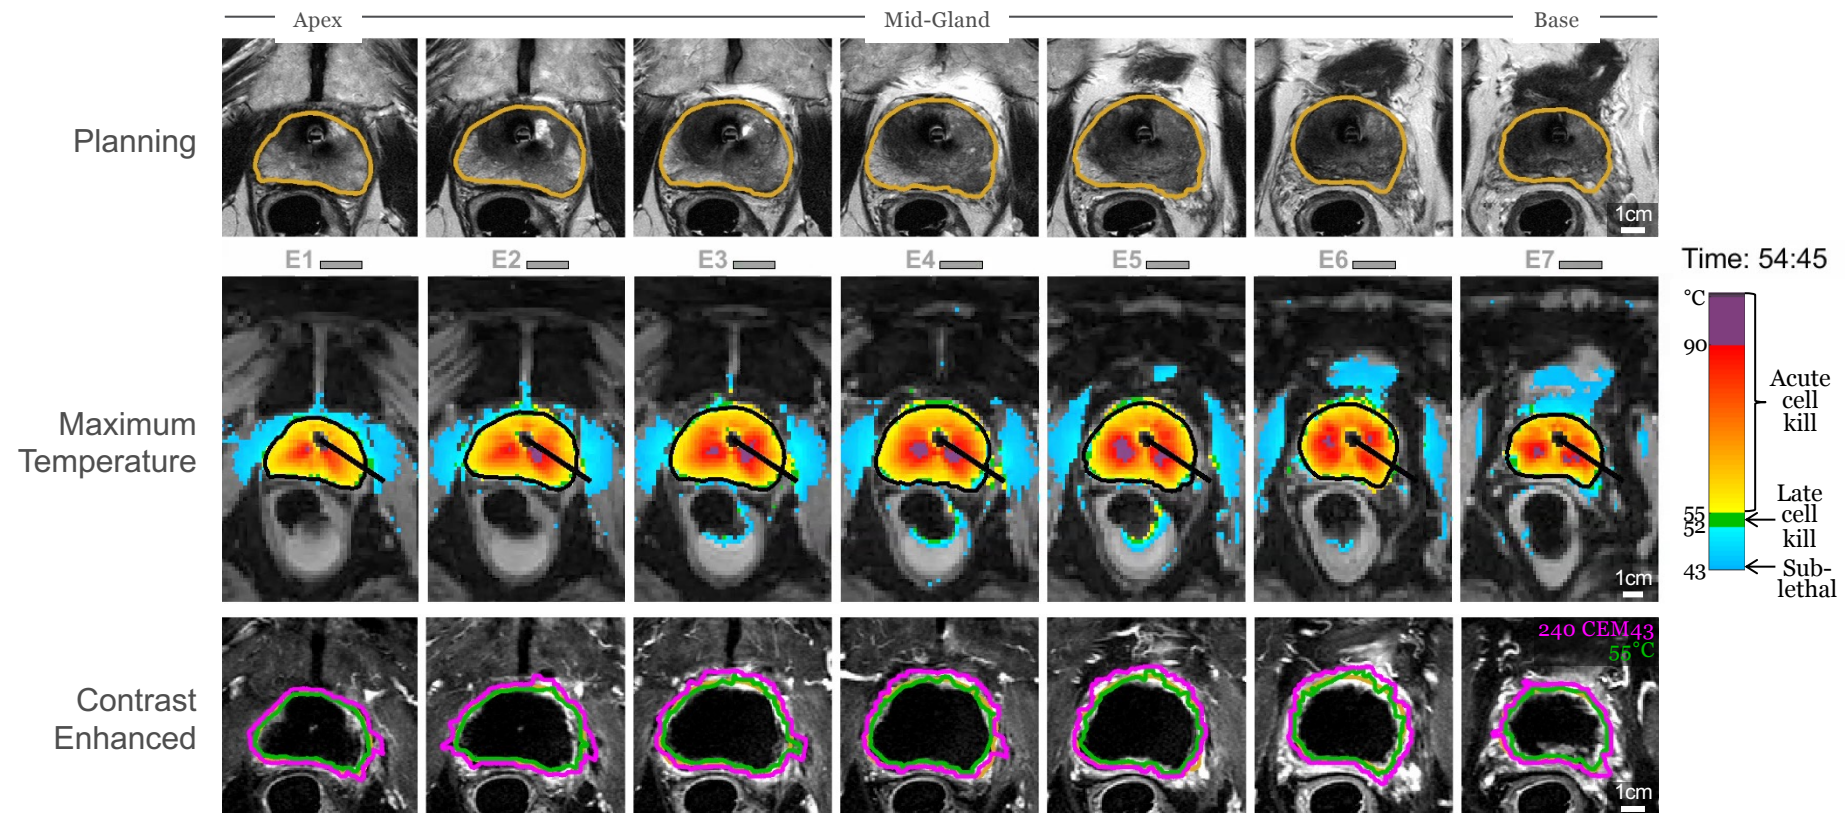 Apex
Mid-Gland
Base
Planning
1cm
E1
E2
E3
E4
E5
E6
E7
Time: 54:45
°C
90
55
52
43
Acute
cell
kill
Late
cell
kill
Sub-
lethal
Maximum
Temperature
1cm
Contrast
Enhanced
240 CEM43
55°C
1cm